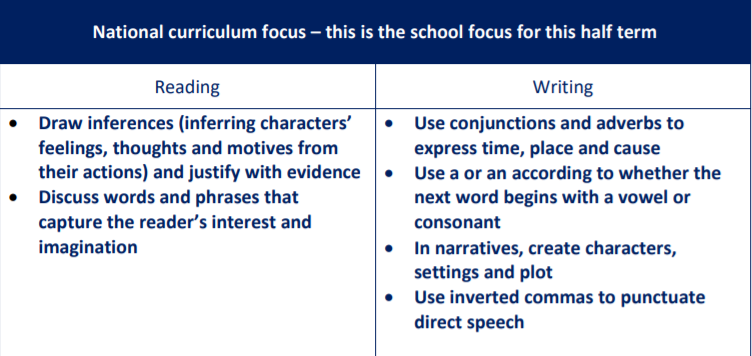 National curriculum focus – this is the school focus for this half term
Reading
• Draw inferences (inferring characters’
feelings, thoughts and motives from
their actions) and justify with evidence
• Discuss words and phrases that
capture the reader’s interest and
imagination
Writing
• Use conjunctions and adverbs to
express time, place and cause
• Use a or an according to whether the
next word begins with a vowel or
consonant
• In narratives, create characters,
settings and plot
• Use inverted commas to punctuate
direct speech